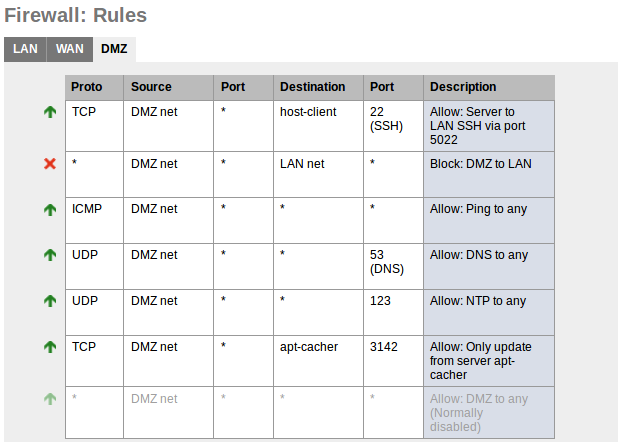 Firewall: Rules
LAN WAN DMZ
Proto Source Port Destination Port Description
TCP DMZ net * host-client 22 Allow: Server to
(SSH) LAN SSH via port
5022
* DMZ net * LAN net * Block: DMZ to LAN
ICMP DMZ net * * * Allow: Ping to any
UDP DMZ net * * 53 Allow: DNS to any
(DNS)
UDP DMZ net * * 123 Allow: NTP to any
TCP DMZ net * apt-cacher 3142 Allow: Only update
from server apt-
cacher
* DMZ net * * * Allow: DMZ to any
(Normally
disabled)